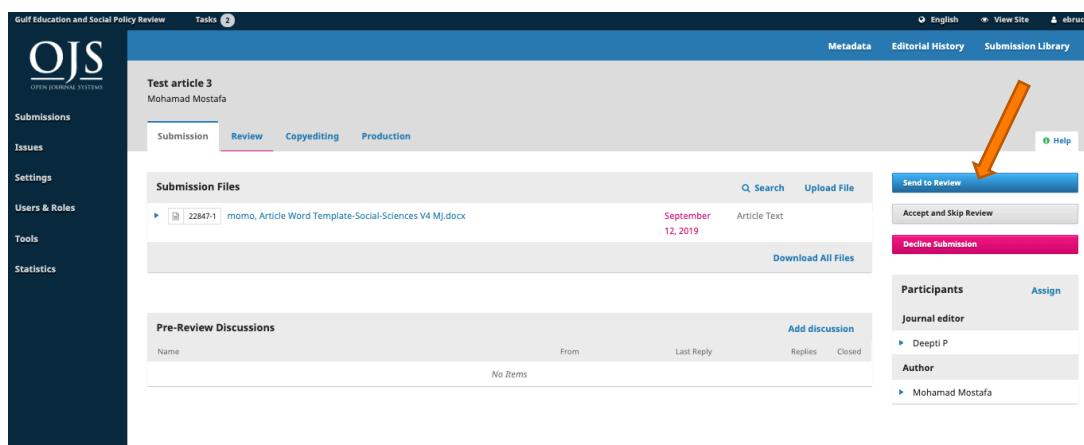 Gulf Education and Social Policy Review Tasks 2 English View Site ebruc
OJS
OPEN JOURNAL SYSTEMS
Metadata Editorial History Submission Library
Test article 3
Mohamad Mostafa
Submission Review Copyediting Production
Help
Submissions
Issues
Settings
Users & Roles
Tools
Statistics
Submission Files Search Upload File
22847-1 momo, Article Word Template-Social-Sciences V4 MJ.docx September 12, 2019 Article Text
Download All Files
Pre-Review Discussions Add discussion
Name From Last Reply Replies Closed
No Items
Send to Review
Accept and Skip Review
Decline Submission
Participants Assign
Journal editor
Deepti P
Author
Mohamad Mostafa